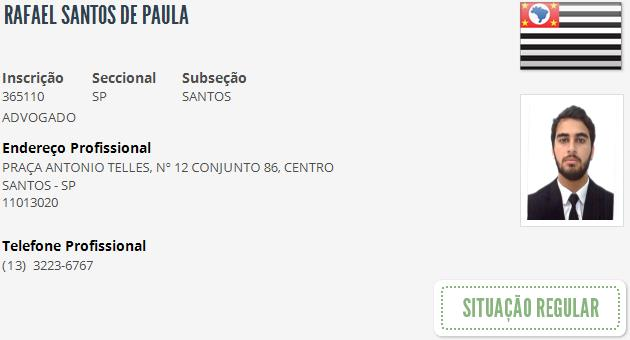 RAFAEL SANTOS DE PAULA
Inscrição Seccional Subseção
365110 SP SANTOS
ADVOGADO
Endereço Profissional
PRAÇA ANTONIO TELLES, Nº 12 CONJUNTO 86, CENTRO
SANTOS - SP
11013020
Telefone Profissional
(13) 3223-6767
SITUAÇÃO REGULAR